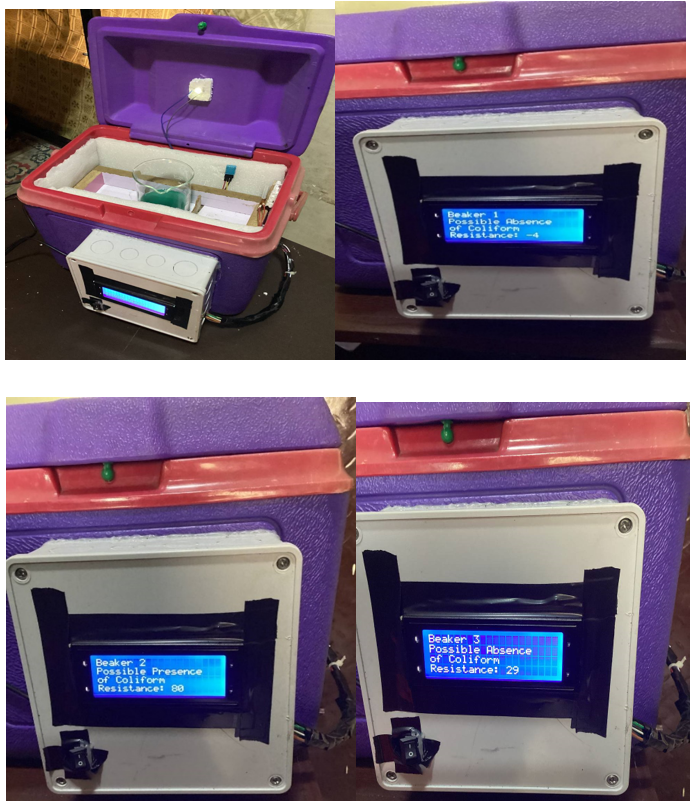 Beaker 1
Possible Absence
of Coliform
Resistance: -4
Beaker 2
Possible Presence
of Coliform
Resistance: 80
Beaker 3
Possible Absence
of Coliform
Resistance: 29